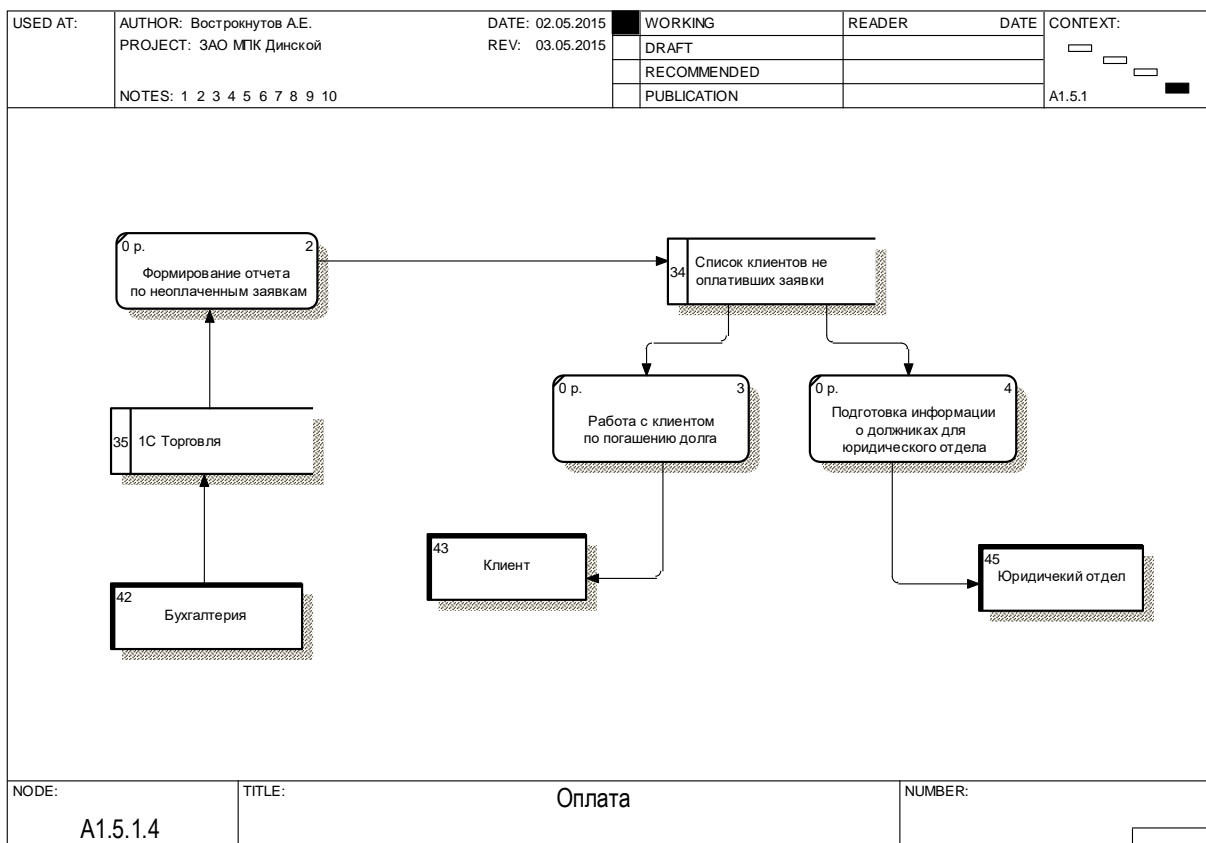 USED AT:
AUTHOR: Вострокнутов А.Е.
DATE: 02.05.2015
PROJECT: ЗАО МПК Динской
REV: 03.05.2015
NOTES: 1 2 3 4 5 6 7 8 9 10
WORKING
DRAFT
RECOMMENDED
PUBLICATION
READER
DATE
CONTEXT:
A1.5.1
0 р.
2
Формирование отчета
по неоплаченным заявкам
34
Список клиентов не
оплативших заявки
0 р.
3
Работа с клиентом
по погашению долга
0 р.
4
Подготовка информации
о должниках для
юридического отдела
35
1С Торговля
43
Клиент
45
Юридичекий отдел
42
Бухгалтерия
NODE:
A1.5.1.4
TITLE:
Оплата
NUMBER: